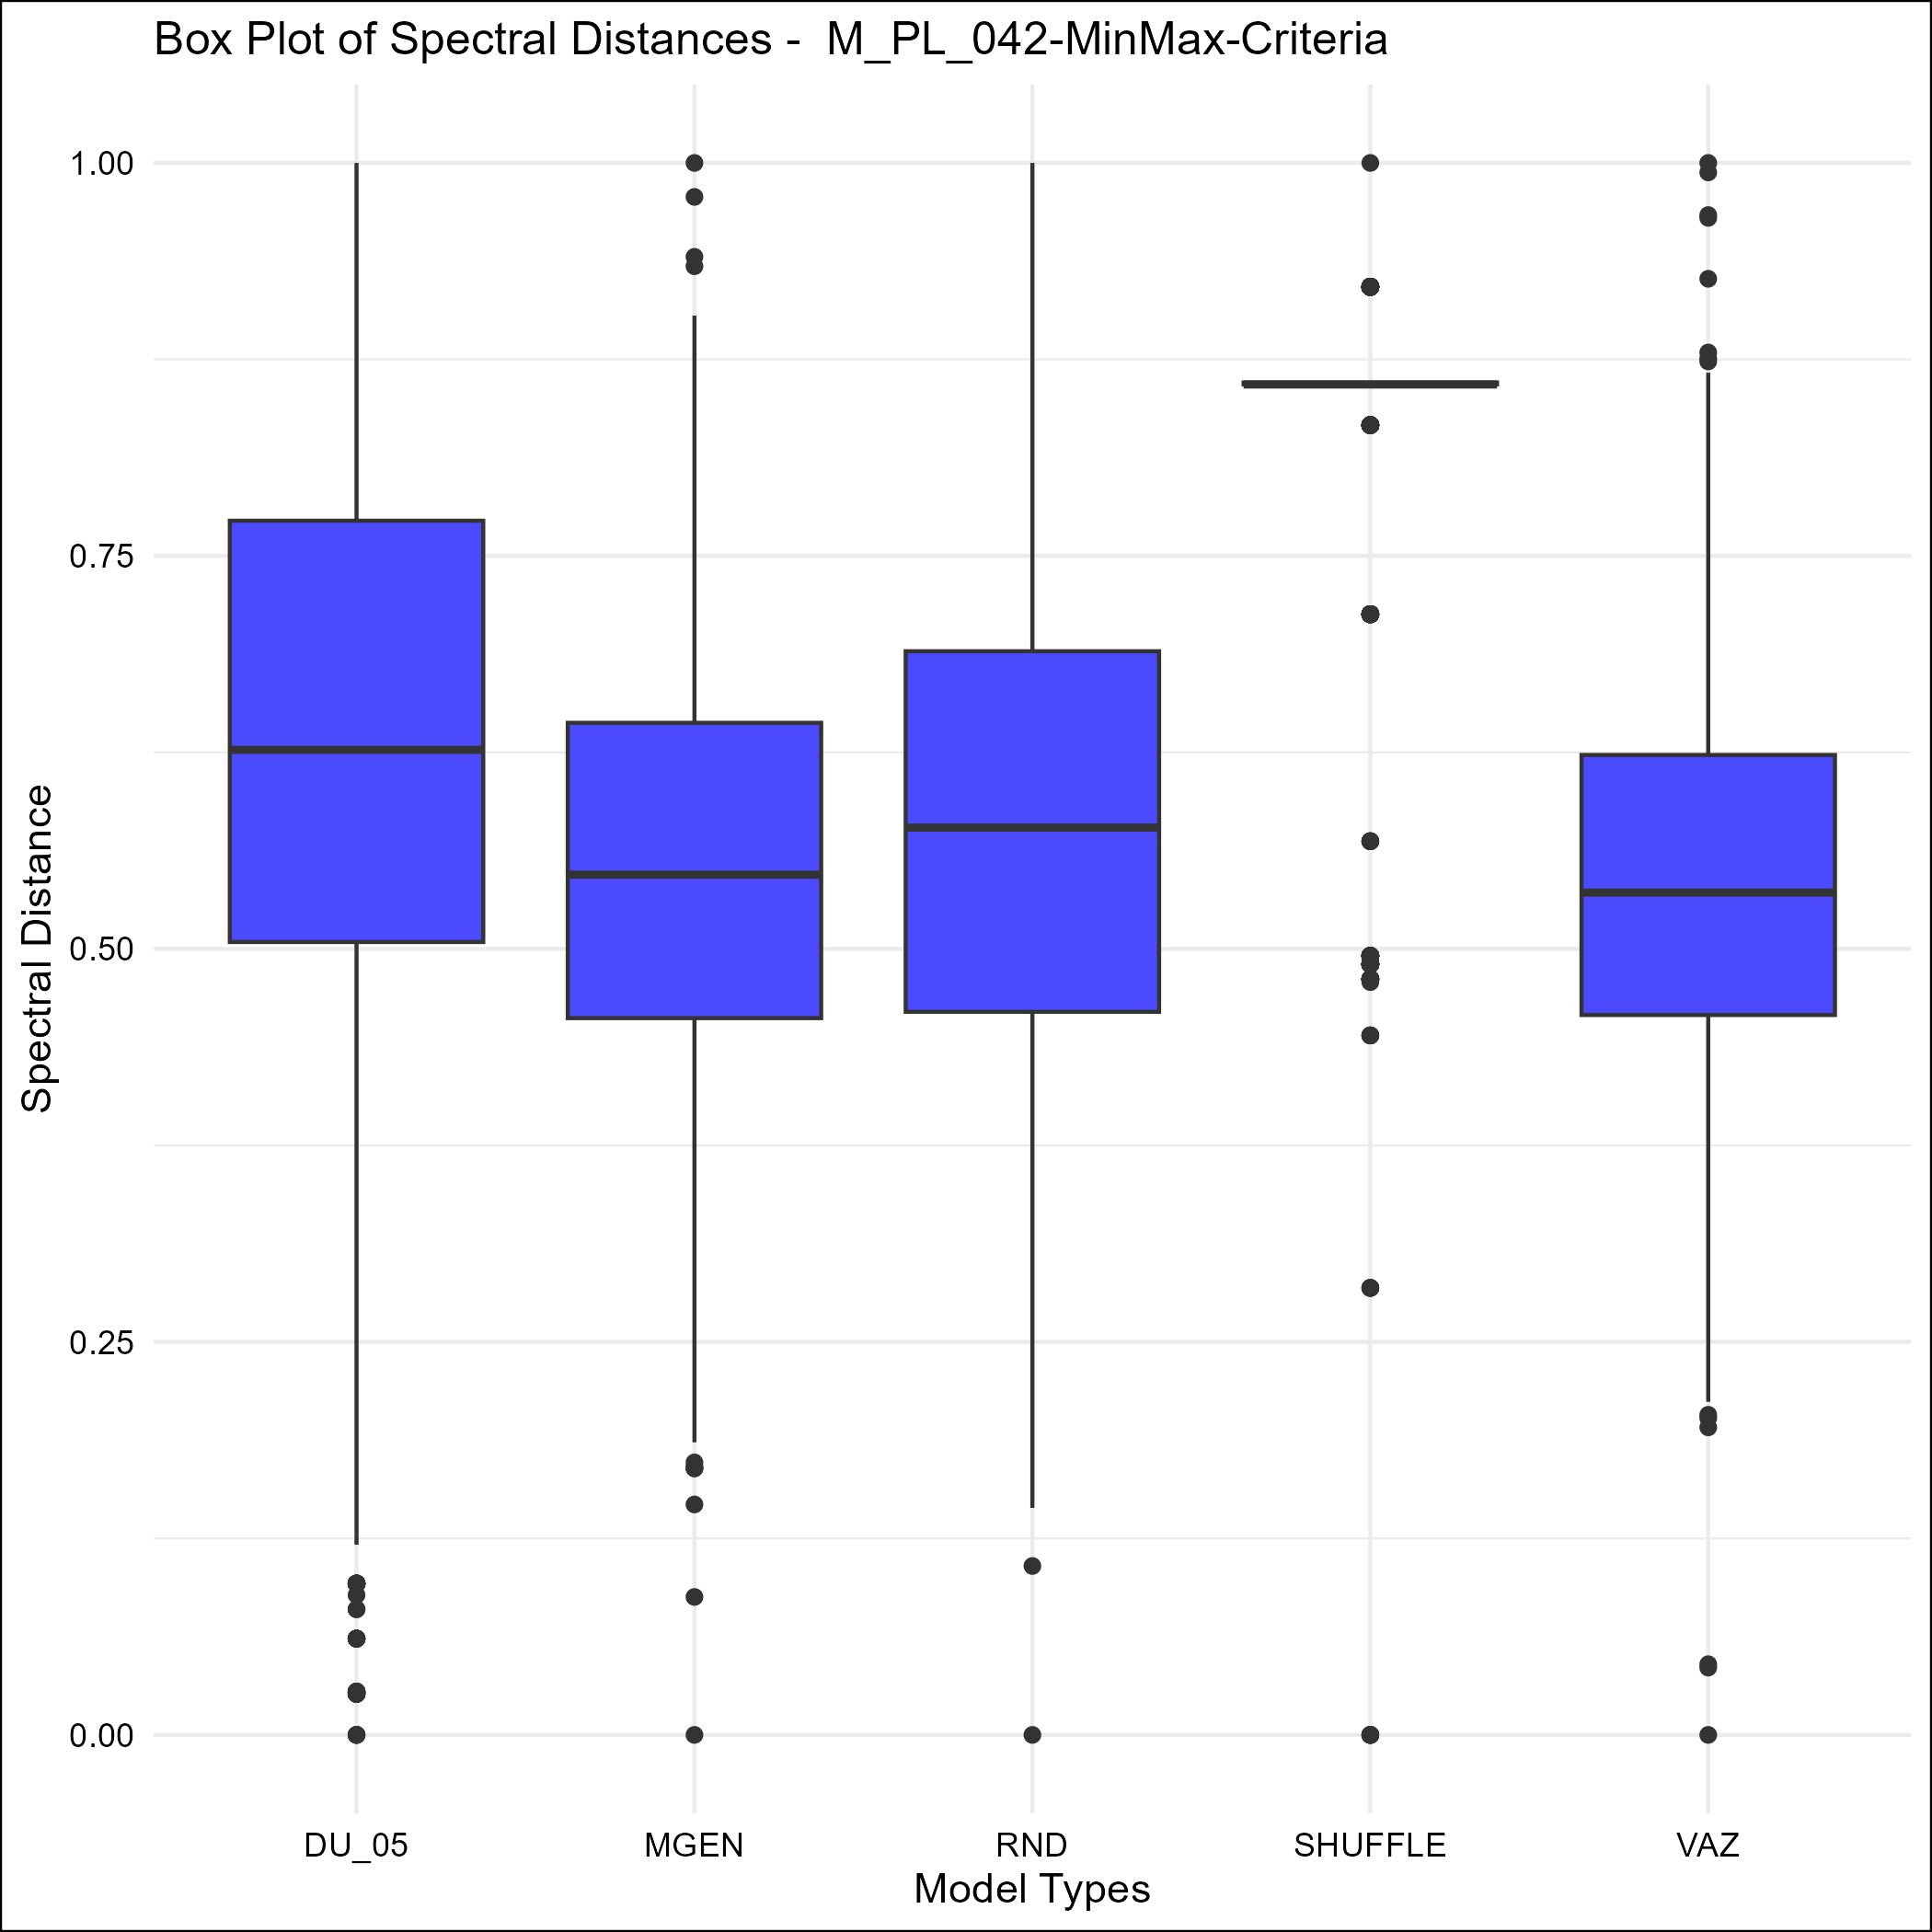 Box Plot of Spectral Distances -  M_PL_042-MinMax-Criteria
1.00
0.75
0.50
0.25
0.00
Spectral Distance
DU_05 MGEN RND SHUFFLE VAZ
Model Types